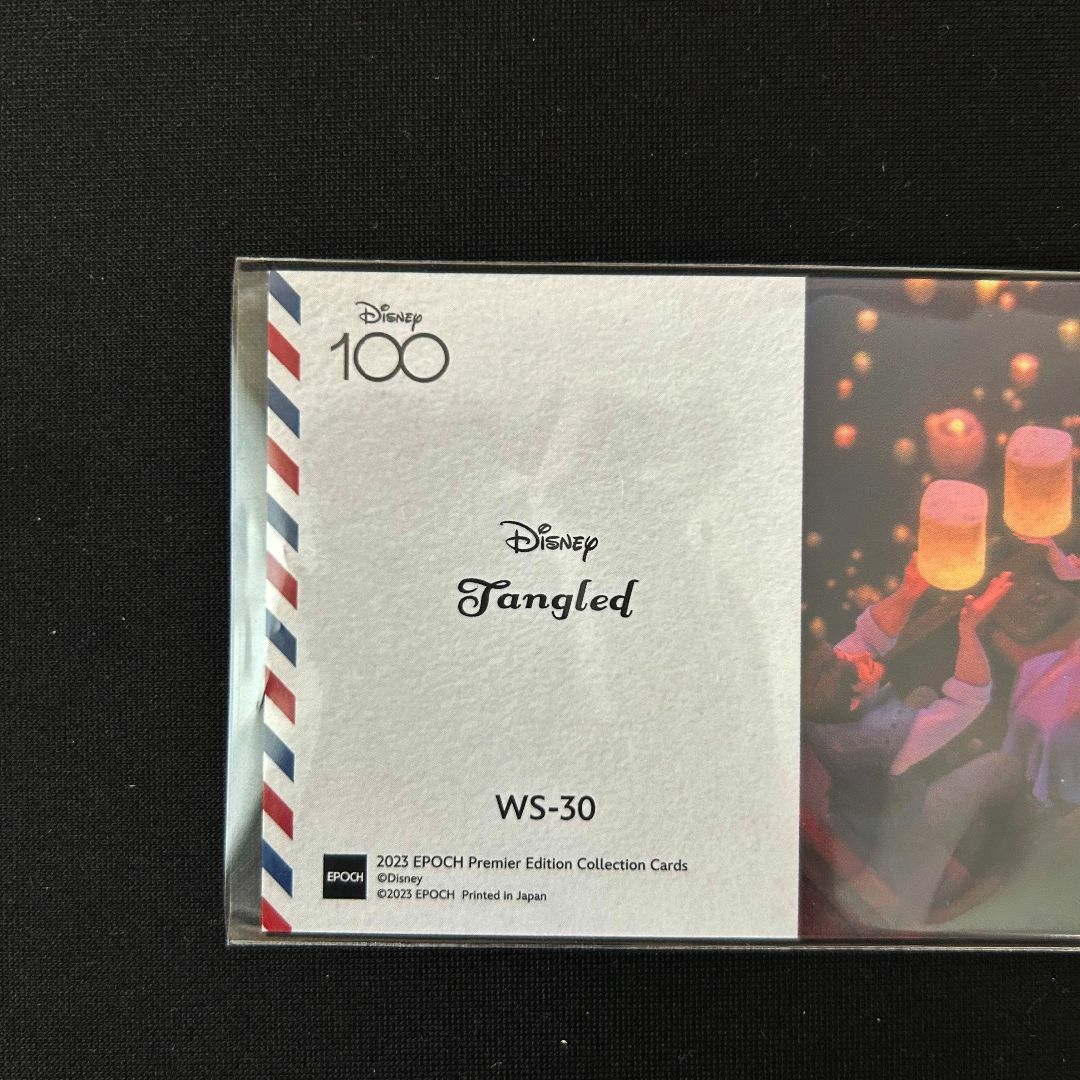 Disney
100
Disney
Tangled
WS-30
EPOCH
2023 EPOCH Premier Edition Collection Cards
©Disney
©2023 EPOCH Printed in Japan